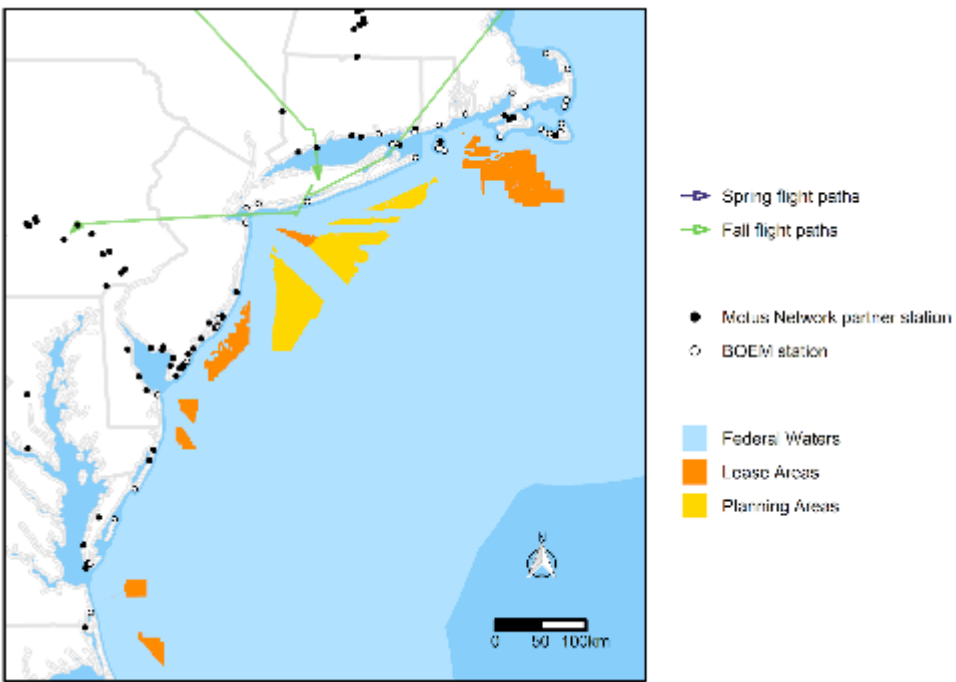 Spring flight paths
Fall flight paths
Motus Network partner station
BOEM station
Federal Waters
Lease Areas
Planning Areas
N
0 50 100km